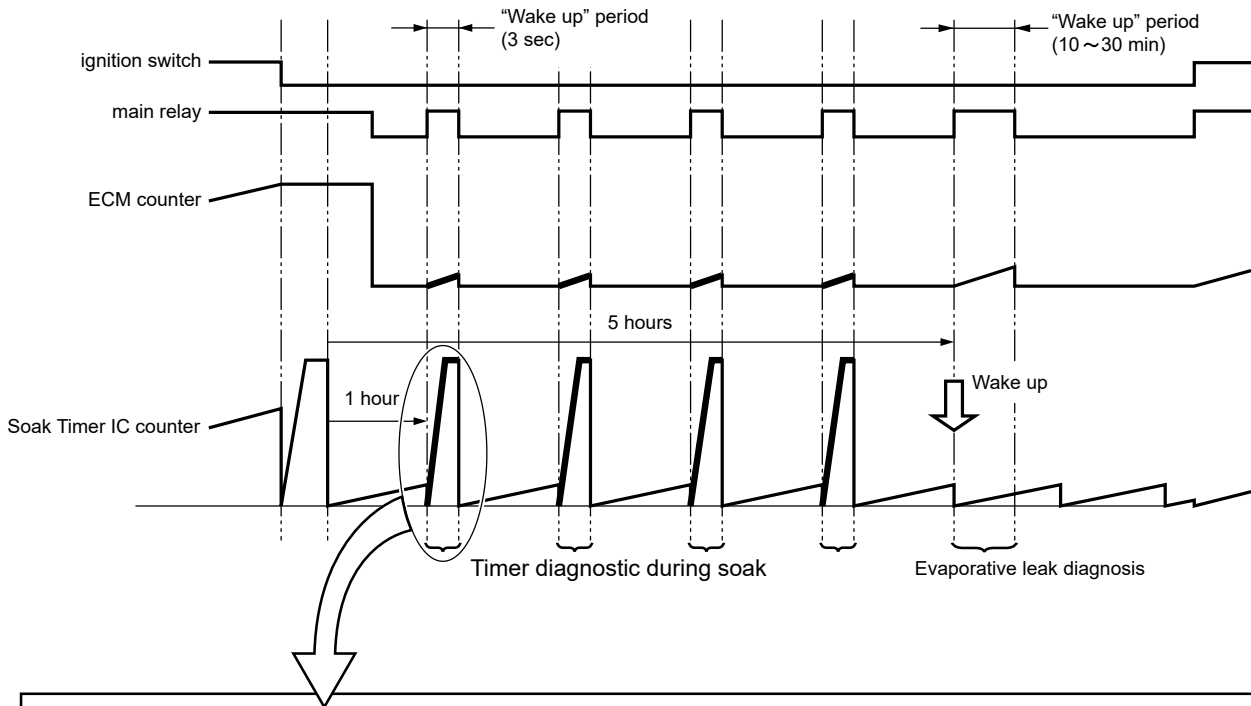 “Wake up” period
(3 sec)
“Wake up” period
(10～30 min)
ignition switch
main relay
ECM counter
5 hours
Wake up
1 hour
Soak Timer IC counter
Timer diagnostic during soak
Evaporative leak diagnosis